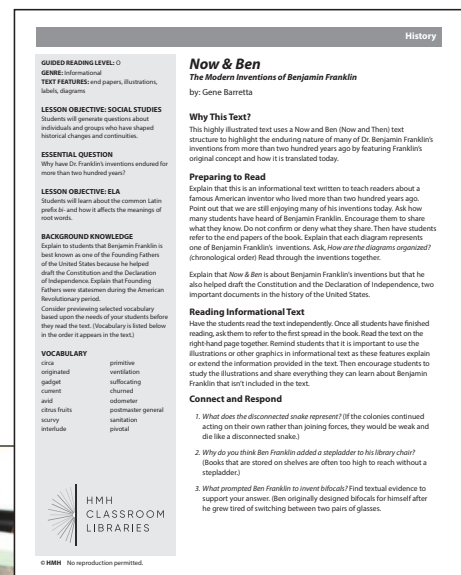 History
GUIDED READING LEVEL: O
GENRE: Informational
TEXT FEATURES: end papers, illustrations,
labels, diagrams
LESSON OBJECTIVE: SOCIAL STUDIES
Students will generate questions about
individuals and groups who have shaped
historical changes and continuities.
ESSENTIAL QUESTION
Why have Dr. Franklin's inventions endured for
more than two hundred years?
LESSON OBJECTIVE: ELA
Students will learn about the common Latin
prefix bi- and how it affects the meanings of
root words.
BACKGROUND KNOWLEDGE
Explain to students that Benjamin Franklin is
best known as one of the Founding Fathers
of the United States because he helped
draft the Constitution and the Declaration
of Independence. Explain that Founding
Fathers were statesmen during the American
Revolutionary period.
Consider previewing selected vocabulary
based upon the needs of your students before
they read the text. (Vocabulary is listed below
in the order it appears in the text.)
VOCABULARY
circa primitive
originated ventilation
gadget suffocating
current churned
avid odometer
citrus fruits postmaster general
scurvy sanitation
interlude pivotal
HMH
CLASSROOM
LIBRARIES
© HMH No reproduction permitted.
Now & Ben
The Modern Inventions of Benjamin Franklin
by: Gene Barretta
Why This Text?
This highly illustrated text uses a Now and Ben (Now and Then) text
structure to highlight the enduring nature of many of Dr. Benjamin Franklin's
inventions from more than two hundred years ago by featuring Franklin's
original concept and how it is translated today.
Preparing to Read
Explain that this is an informational text written to teach readers about a
famous American inventor who lived more than two hundred years ago.
Point out that we are still enjoying many of his inventions today. Ask how
many students have heard of Benjamin Franklin. Encourage them to share
what they know. Do not confirm or deny what they share. Then have students
refer to the end papers of the book. Explain that each diagram represents
one of Benjamin Franklin's inventions. Ask, How are the diagrams organized?
(chronological order) Read through the inventions together.
Explain that Now & Ben is about Benjamin Franklin's inventions but that he
also helped draft the Constitution and the Declaration of Independence, two
important documents in the history of the United States.
Reading Informational Text
Have the students read the text independently. Once all students have finished
reading, ask them to refer to the first spread in the book. Read the text on the
right-hand page together. Remind students that it is important to use the
illustrations or other graphics in informational text as these features explain
or extend the information provided in the text. Then encourage students to
study the illustrations and share everything they can learn about Benjamin
Franklin that isn't included in the text.
Connect and Respond
1. What does the disconnected snake represent? (If the colonies continued
acting on their own rather than joining forces, they would be weak and
die like a disconnected snake.)
2. Why do you think Ben Franklin added a stepladder to his library chair?
(Books that are stored on shelves are often too high to reach without a
stepladder.)
3. What prompted Ben Franklin to invent bifocals? Find textual evidence to
support your answer. (Ben originally designed bifocals for himself after
he grew tired of switching between two pairs of glasses.